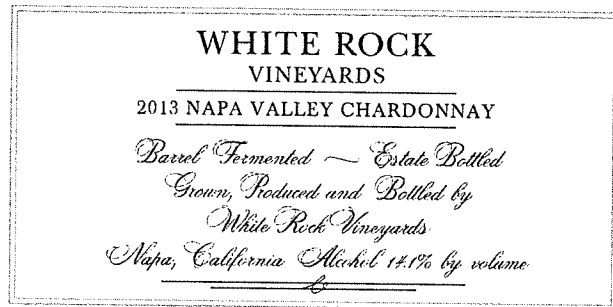 WHITE ROCK
VINEYARDS
2013 NAPA VALLEY CHARDONNAY
Barrel Fermented ~ Estate Bottled
Grown, Produced and Bottled by
White Rock Vineyards
Napa, California Alcohol 14.1% by volume